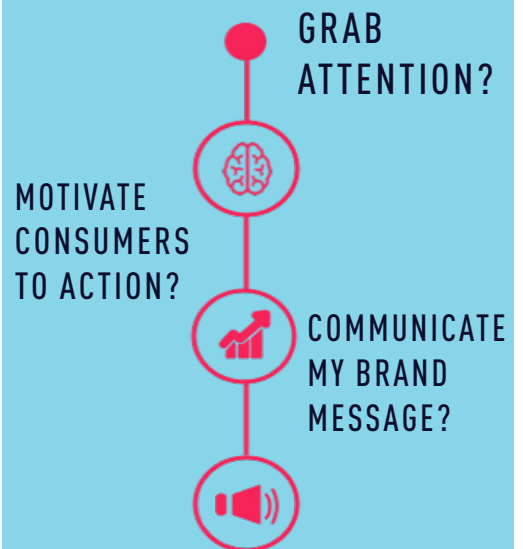 GRAB
ATTENTION?
MOTIVATE
CONSUMERS
TO ACTION?
COMMUNICATE
MY BRAND
MESSAGE?